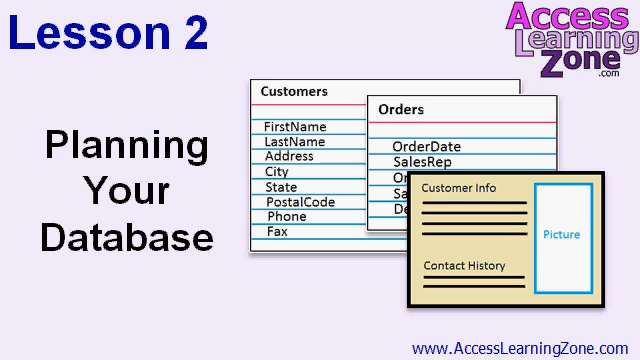 Lesson 2
Access
Learning
Zone
.com
Planning
Your
Database
Customers
FirstName
LastName
Address
City
State
PostalCode
Phone
Fax
Orders
OrderDate
SalesRep
Customer Info
Picture
Contact History
www.AccessLearningZone.com